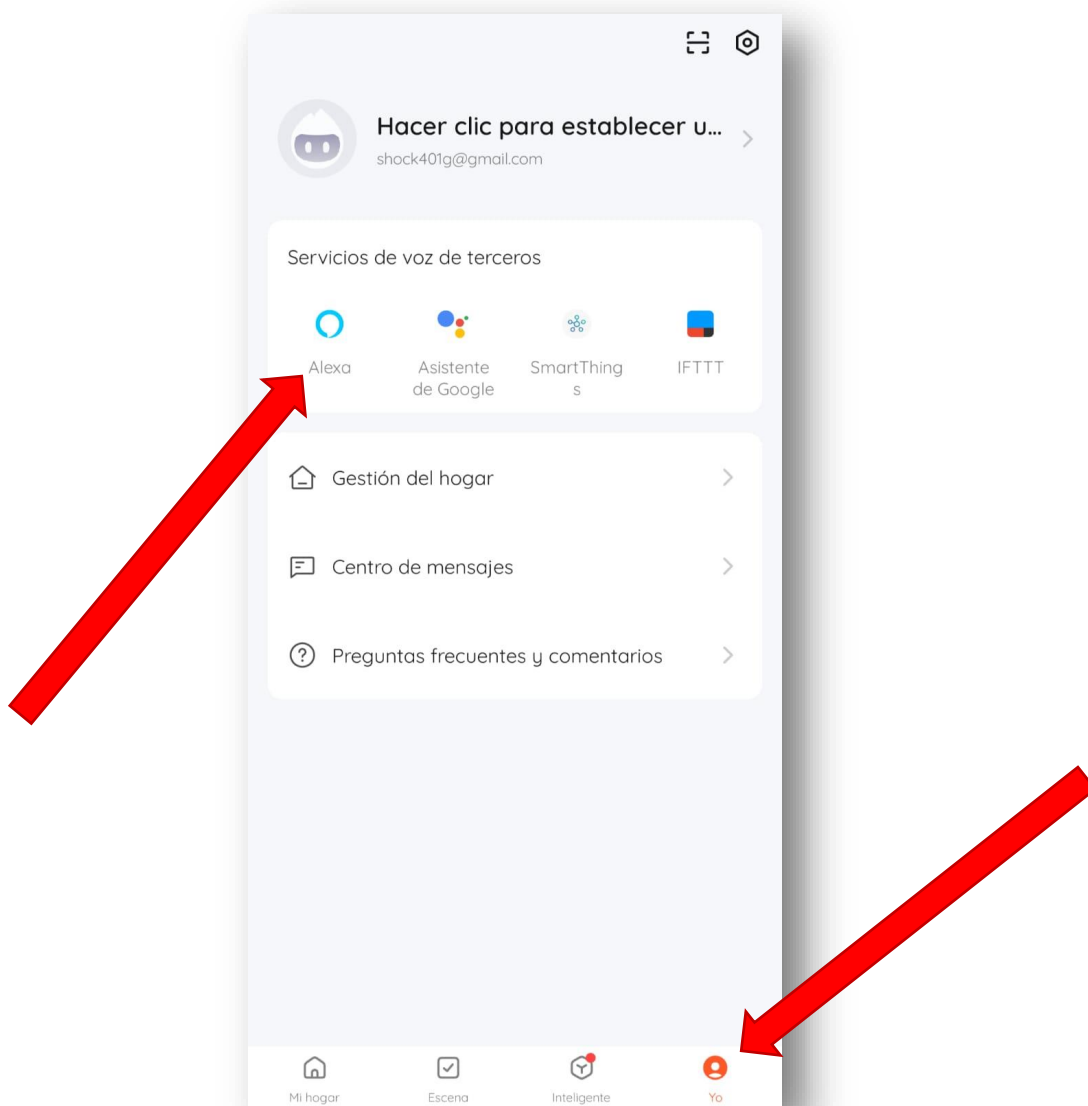 Hacer clic para establecer u...
shock401g@gmail.com
Servicios de voz de terceros
Alexa
Asistente
de Google
SmartThing
s
IFTTT
Gestión del hogar
Centro de mensajes
Preguntas frecuentes y comentarios
Mi hogar
Escena
Inteligente
Yo